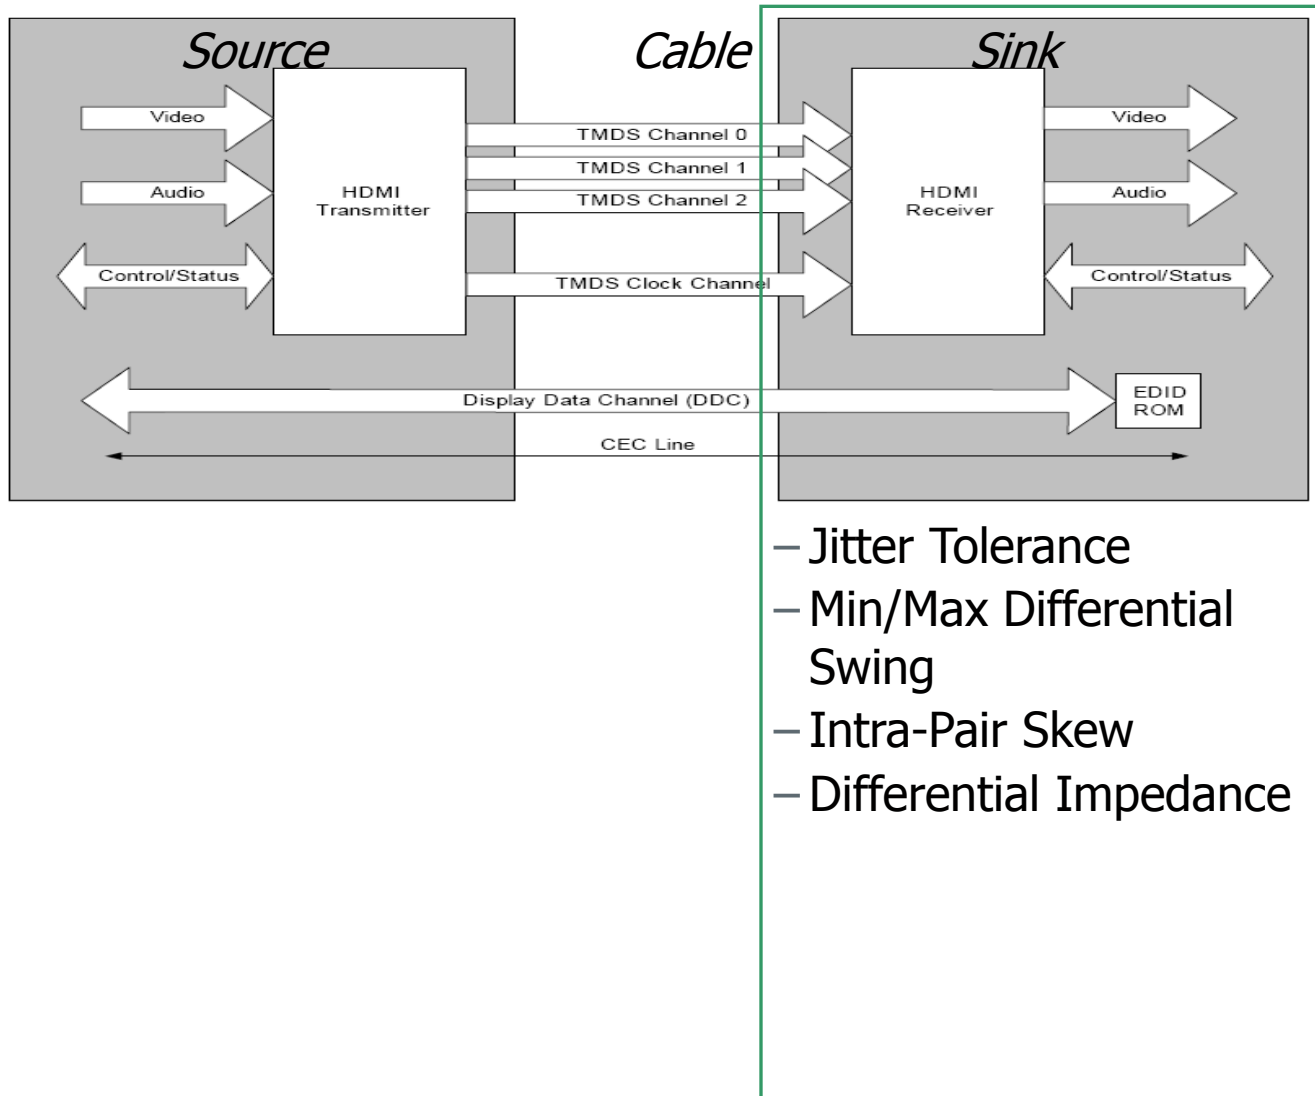 Source
Cable
Sink
Video
Audio
Control/Status
HDMI
Transmitter
TMDS Channel 0
TMDS Channel 1
TMDS Channel 2
TMDS Clock Channel
HDMI
Receiver
Video
Audio
Control/Status
Display Data Channel (DDC)
EDID
ROM
CEC Line
– Jitter Tolerance
– Min/Max Differential
Swing
– Intra-Pair Skew
– Differential Impedance